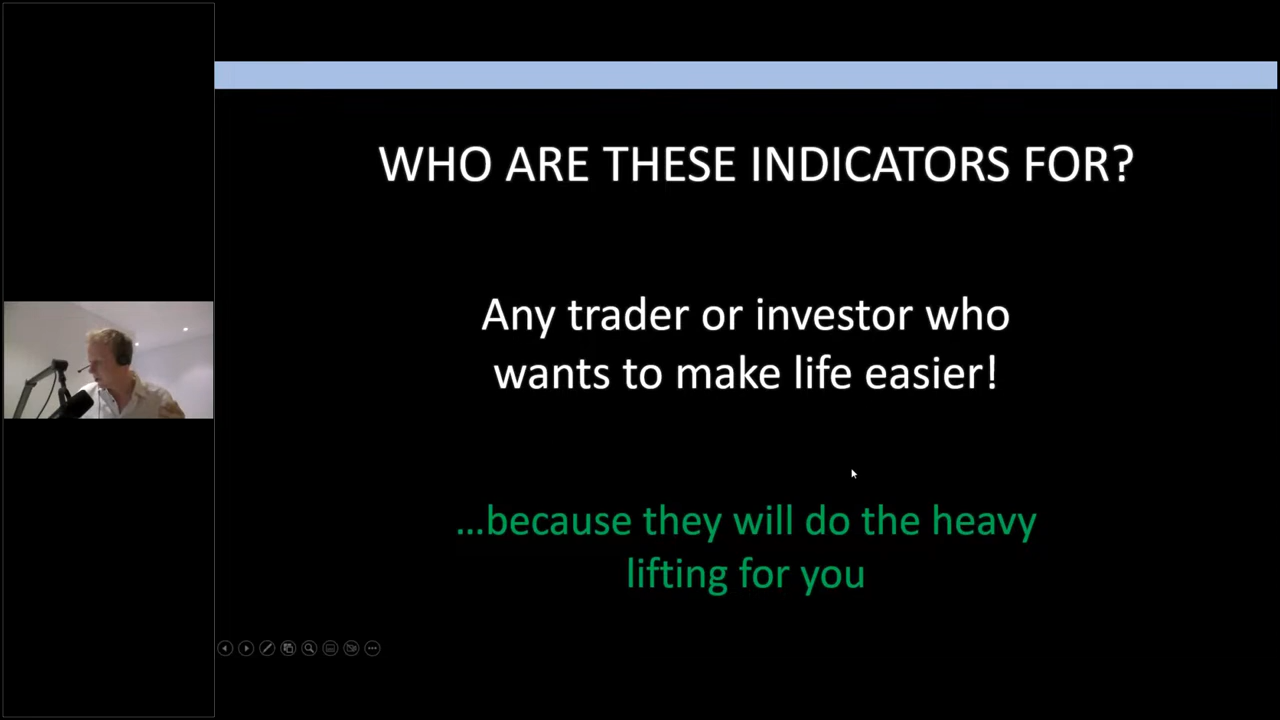 WHO ARE THESE INDICATORS FOR?
Any trader or investor who
wants to make life easier!
...because they will do the heavy
lifting for you